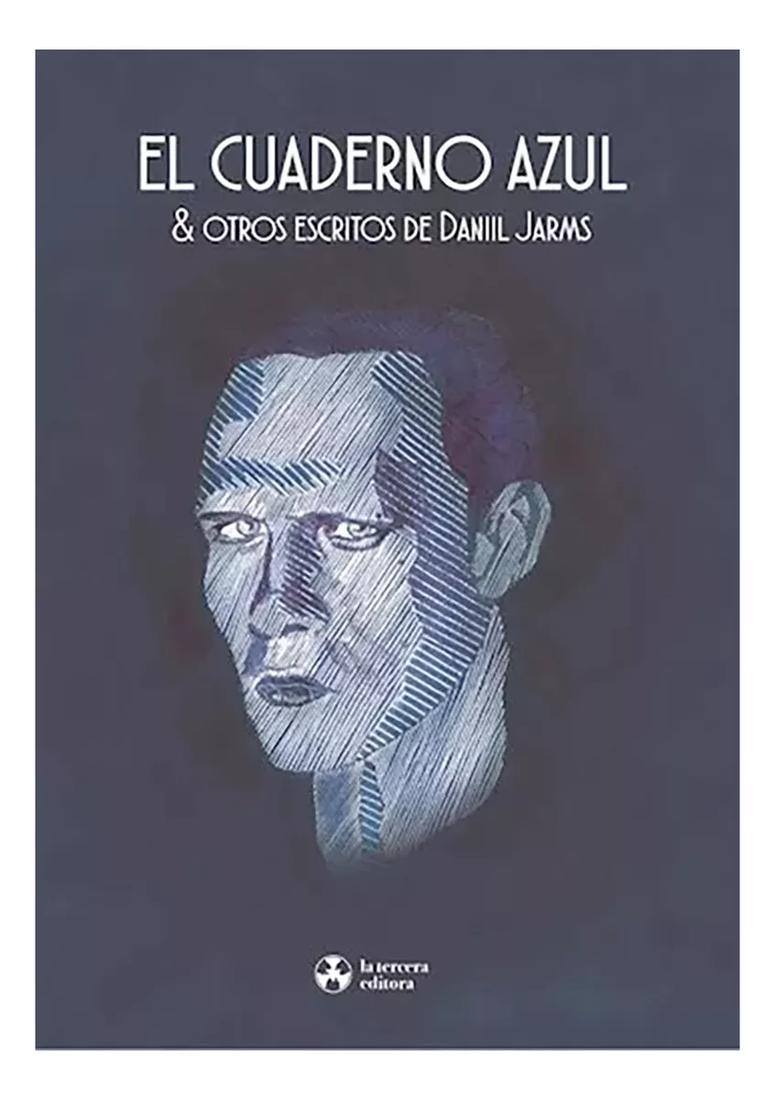 EL CUADERNO AZUL
& OTROS ESCRITOS DE DANIIL JARMS
la tercera
editora